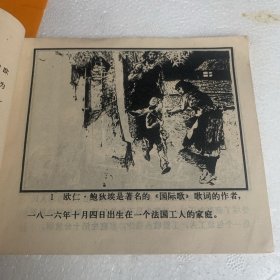 1 欧仁·鲍狄埃是著名的《国际歌》歌词的作者，
一八一六年十月四日出生在一个法国工人的家庭。